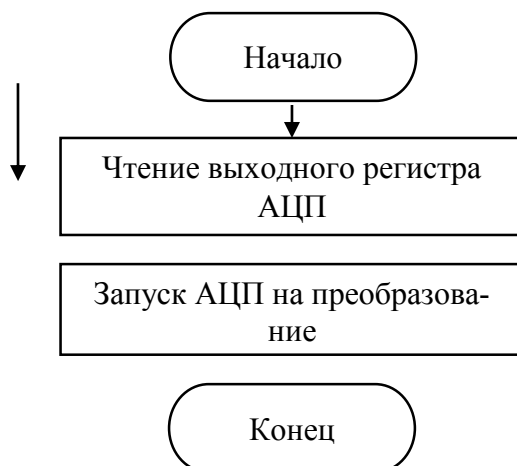 Начало
Чтение выходного регистра
АЦП
Запуск АЦП на преобразова-
ние
Конец